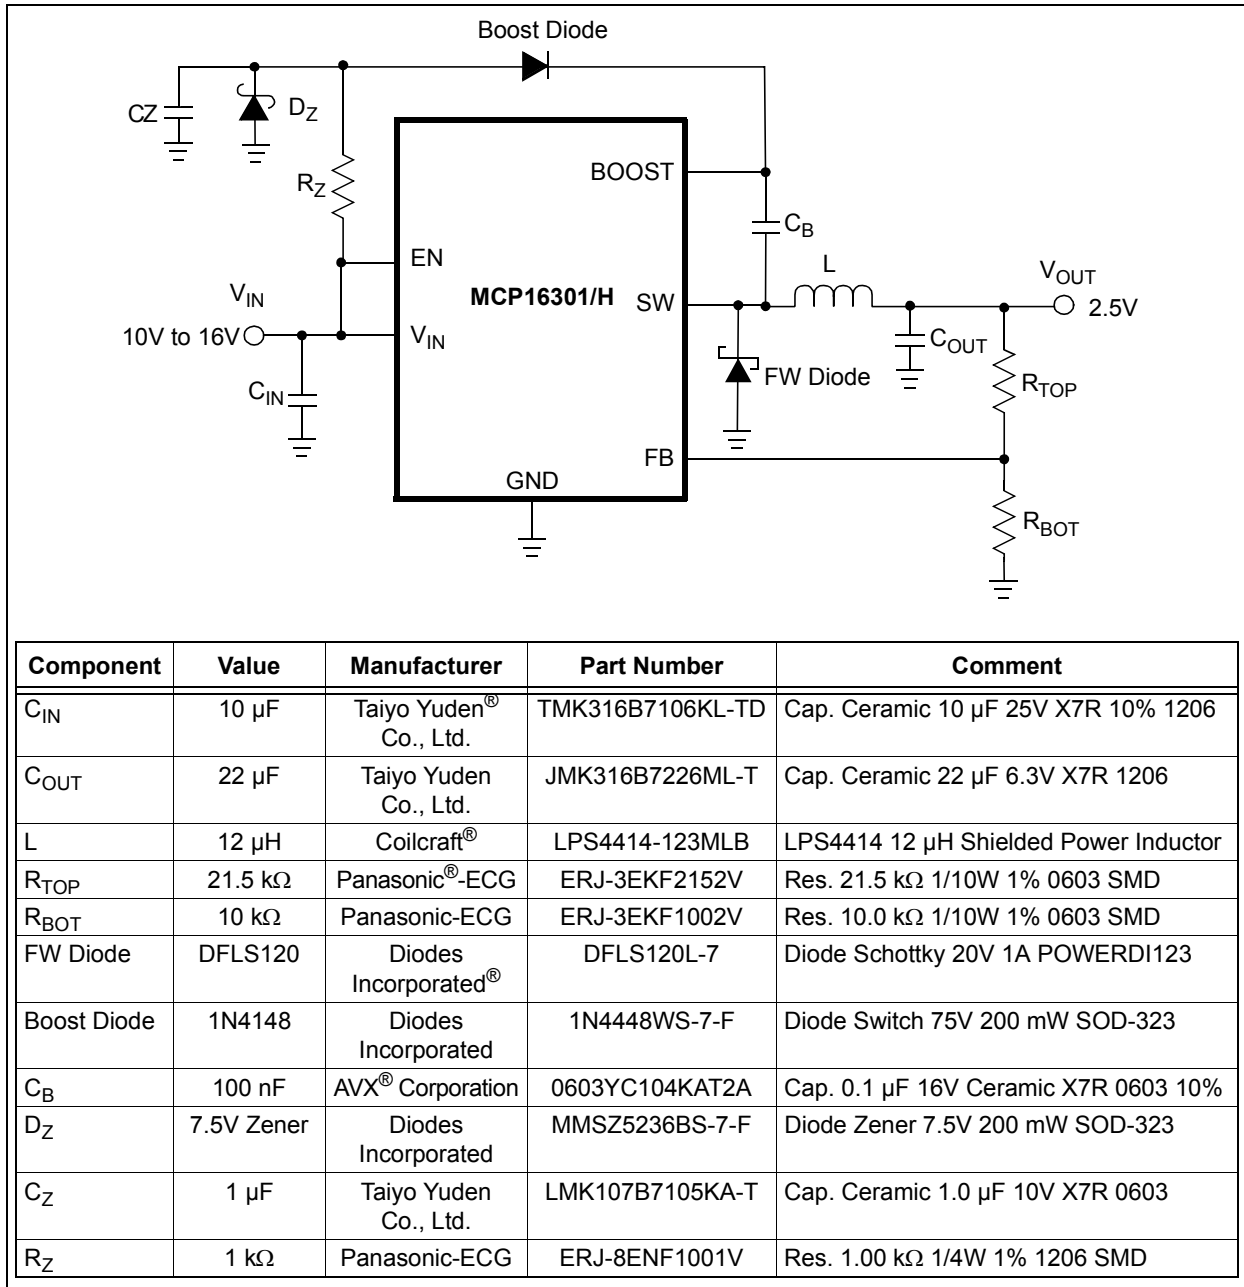 Boost Diode
CZ
DZ
RZ
BOOST
CB
EN
L
VOUT
VIN
MCP16301/H
SW
2.5V
10V to 16V
VIN
COUT
FW Diode
CIN
RTOP
FB
GND
RBOT
Component Value Manufacturer Part Number Comment
CIN 10 µF Taiyo Yuden® TMK316B7106KL-TD Cap. Ceramic 10 µF 25V X7R 10% 1206
Co., Ltd.
COUT 22 µF Taiyo Yuden JMK316B7226ML-T Cap. Ceramic 22 µF 6.3V X7R 1206
Co., Ltd.
L 12 µH Coilcraft® LPS4414-123MLB LPS4414 12 µH Shielded Power Inductor
RTOP 21.5 kΩ Panasonic®-ECG ERJ-3EKF2152V Res. 21.5 kΩ 1/10W 1% 0603 SMD
RBOT 10 kΩ Panasonic-ECG ERJ-3EKF1002V Res. 10.0 kΩ 1/10W 1% 0603 SMD
FW Diode DFLS120 Diodes DFLS120L-7 Diode Schottky 20V 1A POWERDI123
Incorporated®
Boost Diode 1N4148 Diodes 1N4448WS-7-F Diode Switch 75V 200 mW SOD-323
Incorporated
CB 100 nF AVX® Corporation 0603YC104KAT2A Cap. 0.1 µF 16V Ceramic X7R 0603 10%
DZ 7.5V Zener Diodes MMSZ5236BS-7-F Diode Zener 7.5V 200 mW SOD-323
Incorporated
CZ 1 µF Taiyo Yuden LMK107B7105KA-T Cap. Ceramic 1.0 µF 10V X7R 0603
Co., Ltd.
RZ 1 kΩ Panasonic-ECG ERJ-8ENF1001V Res. 1.00 kΩ 1/4W 1% 1206 SMD